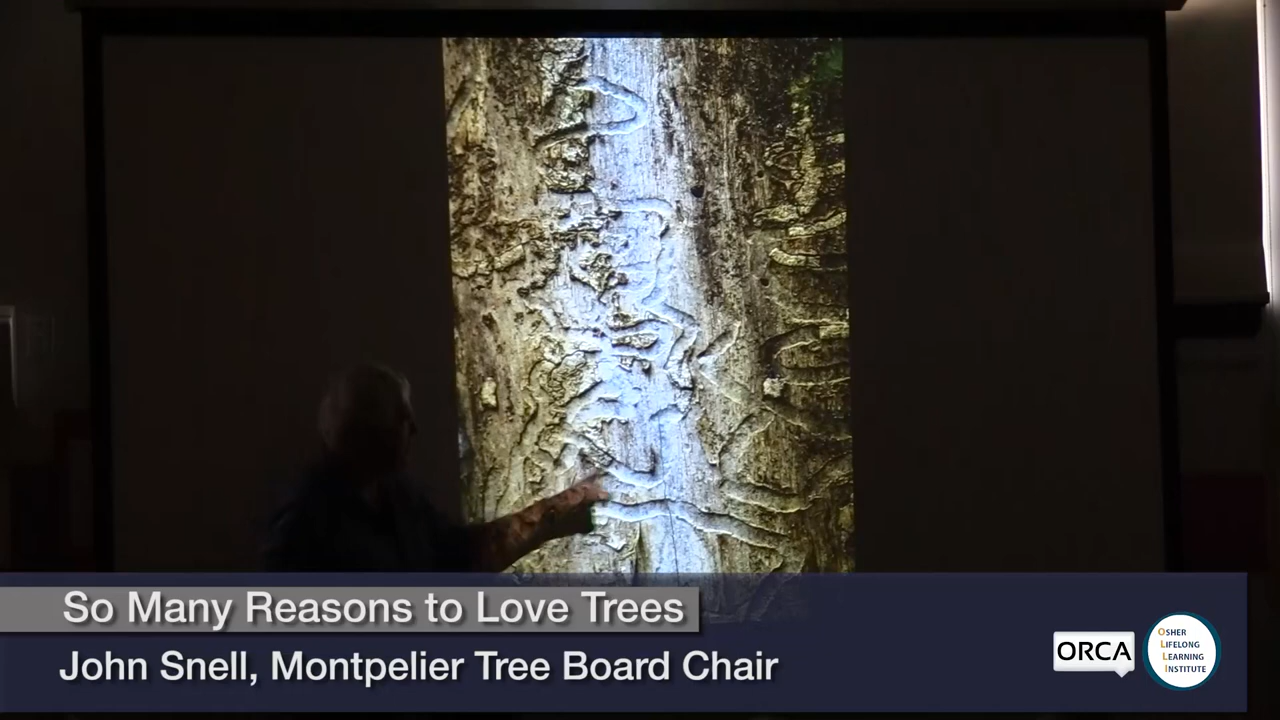 So Many Reasons to Love Trees
John Snell, Montpelier Tree Board Chair
ORCA
OSHER
LIFELONG
LEARNING
INSTITUTE